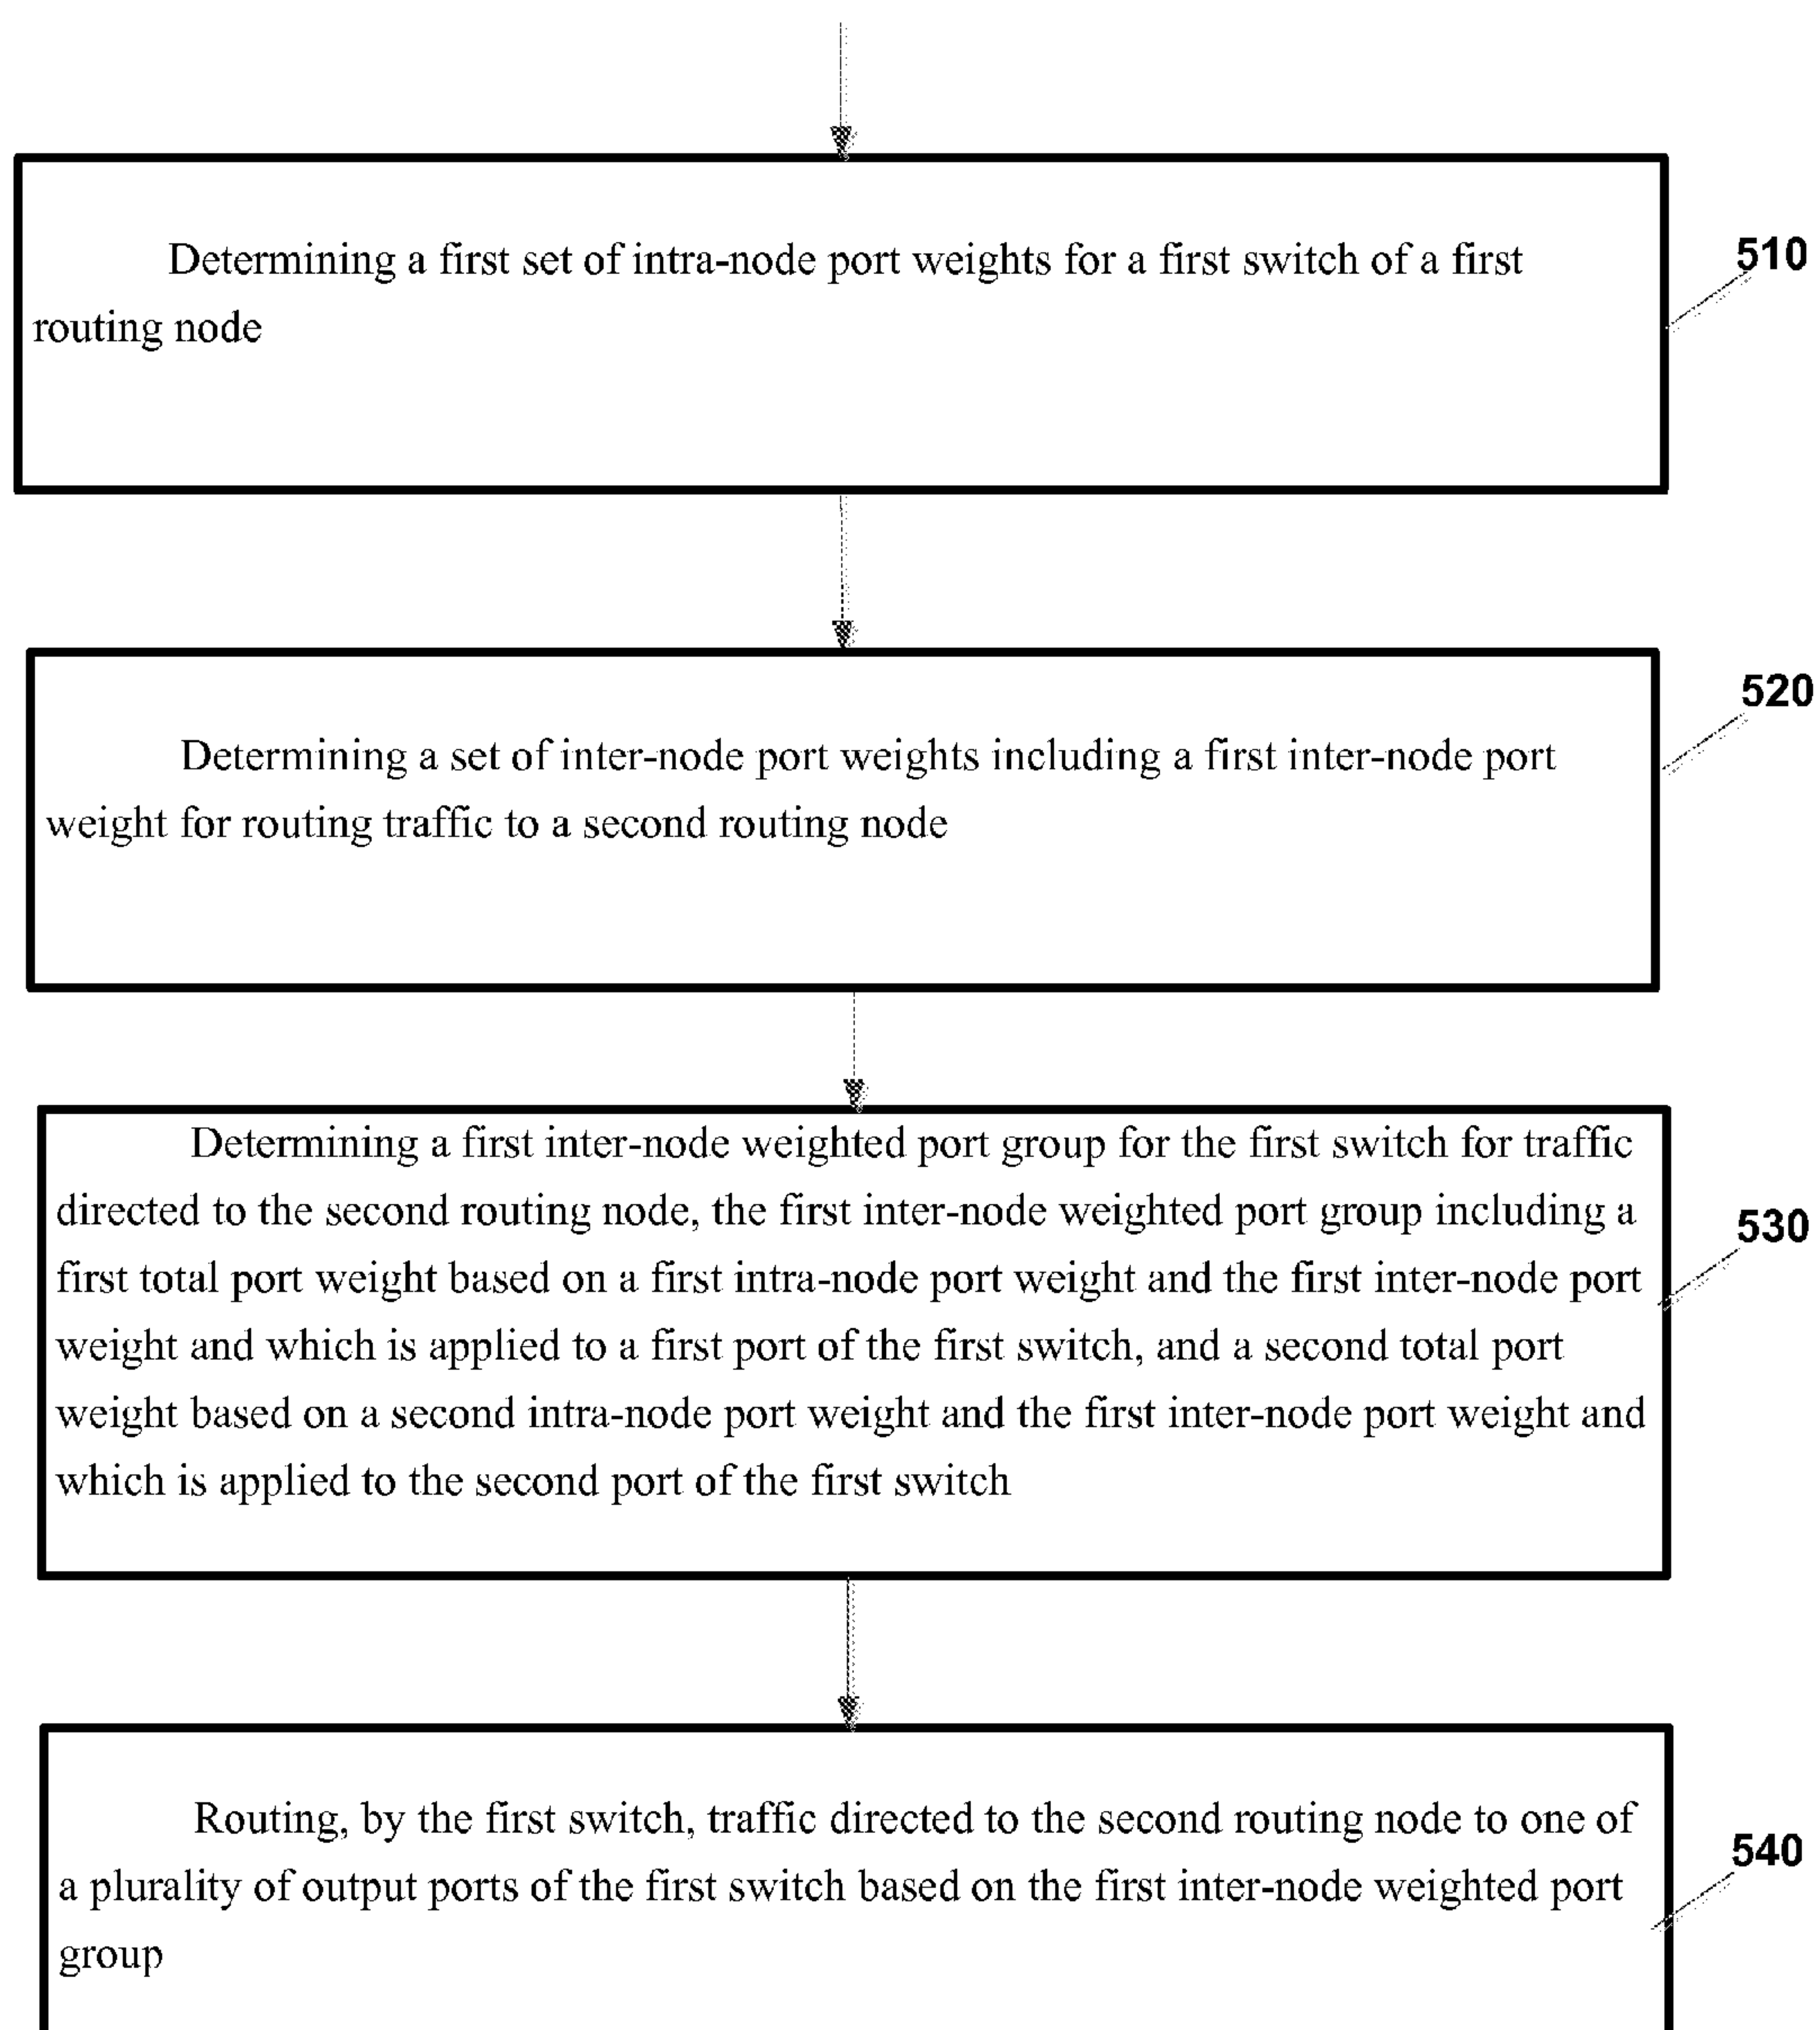 Determining a first set of intra-node port weights for a first switch of a first
routing node
510
Determining a set of inter-node port weights including a first inter-node port
weight for routing traffic to a second routing node
520
Determining a first inter-node weighted port group for the first switch for traffic
directed to the second routing node, the first inter-node weighted port group including a
first total port weight based on a first intra-node port weight and the first inter-node port
weight and which is applied to a first port of the first switch, and a second total port
weight based on a second intra-node port weight and the first inter-node port weight and
which is applied to the second port of the first switch
530
Routing, by the first switch, traffic directed to the second routing node to one of
a plurality of output ports of the first switch based on the first inter-node weighted port
group
540